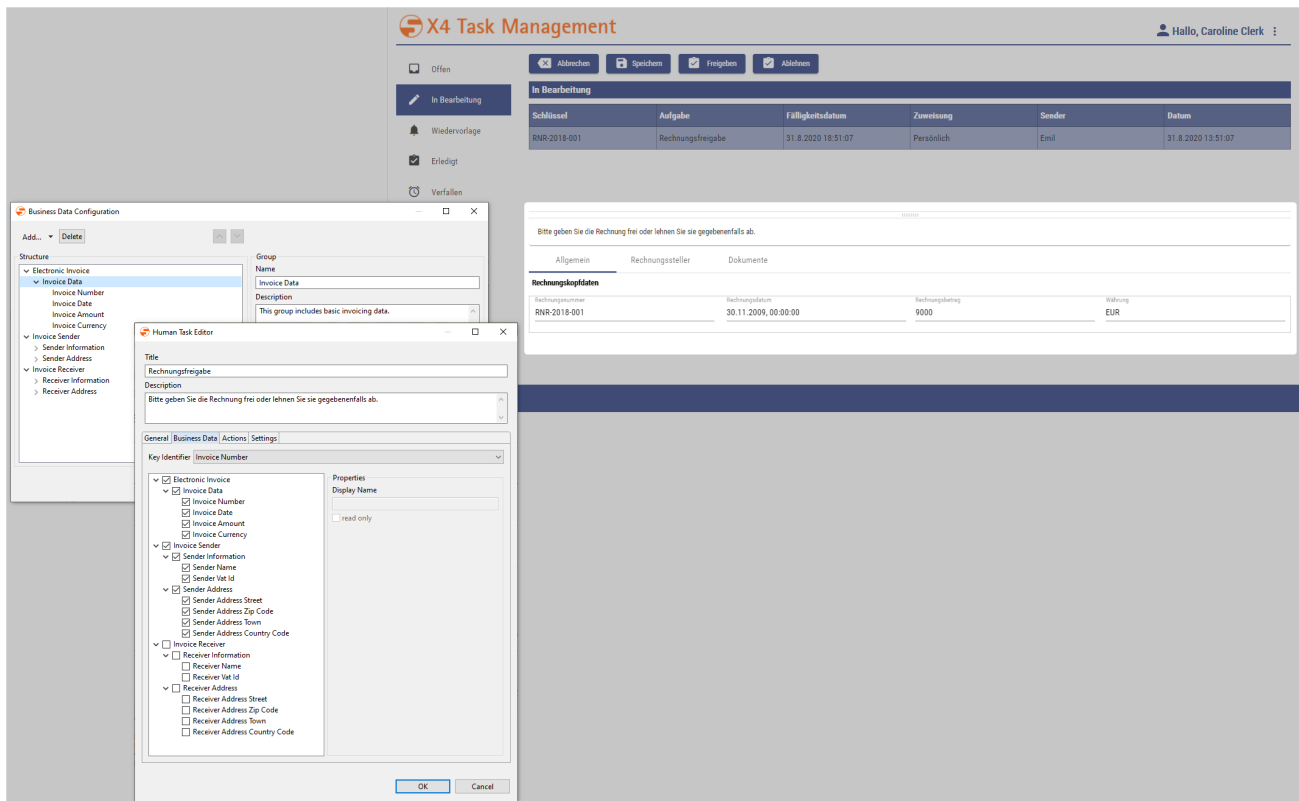 X4 Task Management
Hallo, Caroline Clerk
Offen
In Bearbeitung
Wiedervorlage
Erledigt
Verfallen
Abbrechen Speichern Freigeben Ablehnen
In Bearbeitung
Schlüssel Aufgabe Fälligkeitsdatum Zuweisung Sender Datum
RNR-2018-001 Rechnungsfreigabe 31.8.2020 18:51:07 Persönlich Emil 31.8.2020 13:51:07
Bitte geben Sie die Rechnung frei oder lehnen Sie sie gegebenenfalls ab.
Allgemein Rechnungssteller Dokumente
Rechnungskopfdaten
Rechnungsnummer Rechnungsdatum Rechnungsbetrag Währung
RNR-2018-001 30.11.2009, 00:00:00 9000 EUR
Business Data Configuration
Add... Delete
Structure
Electronic Invoice
Invoice Data
Invoice Number
Invoice Date
Invoice Amount
Invoice Currency
Invoice Sender
Sender Information
Sender Address
Invoice Receiver
Receiver Information
Receiver Address
Group
Name
Invoice Data
Description
This group includes basic invoicing data.
Human Task Editor
Title
Rechnungsfreigabe
Description
Bitte geben Sie die Rechnung frei oder lehnen Sie sie gegebenenfalls ab.
General Business Data Actions Settings
Key Identifier Invoice Number
Electronic Invoice
Invoice Data
Invoice Number
Invoice Date
Invoice Amount
Invoice Currency
Invoice Sender
Sender Information
Sender Name
Sender Vat Id
Sender Address
Sender Address Street
Sender Address Zip Code
Sender Address Town
Sender Address Country Code
Invoice Receiver
Receiver Information
Receiver Name
Receiver Vat Id
Receiver Address
Receiver Address Street
Receiver Address Zip Code
Receiver Address Town
Receiver Address Country Code
Properties
Display Name
read only
OK Cancel